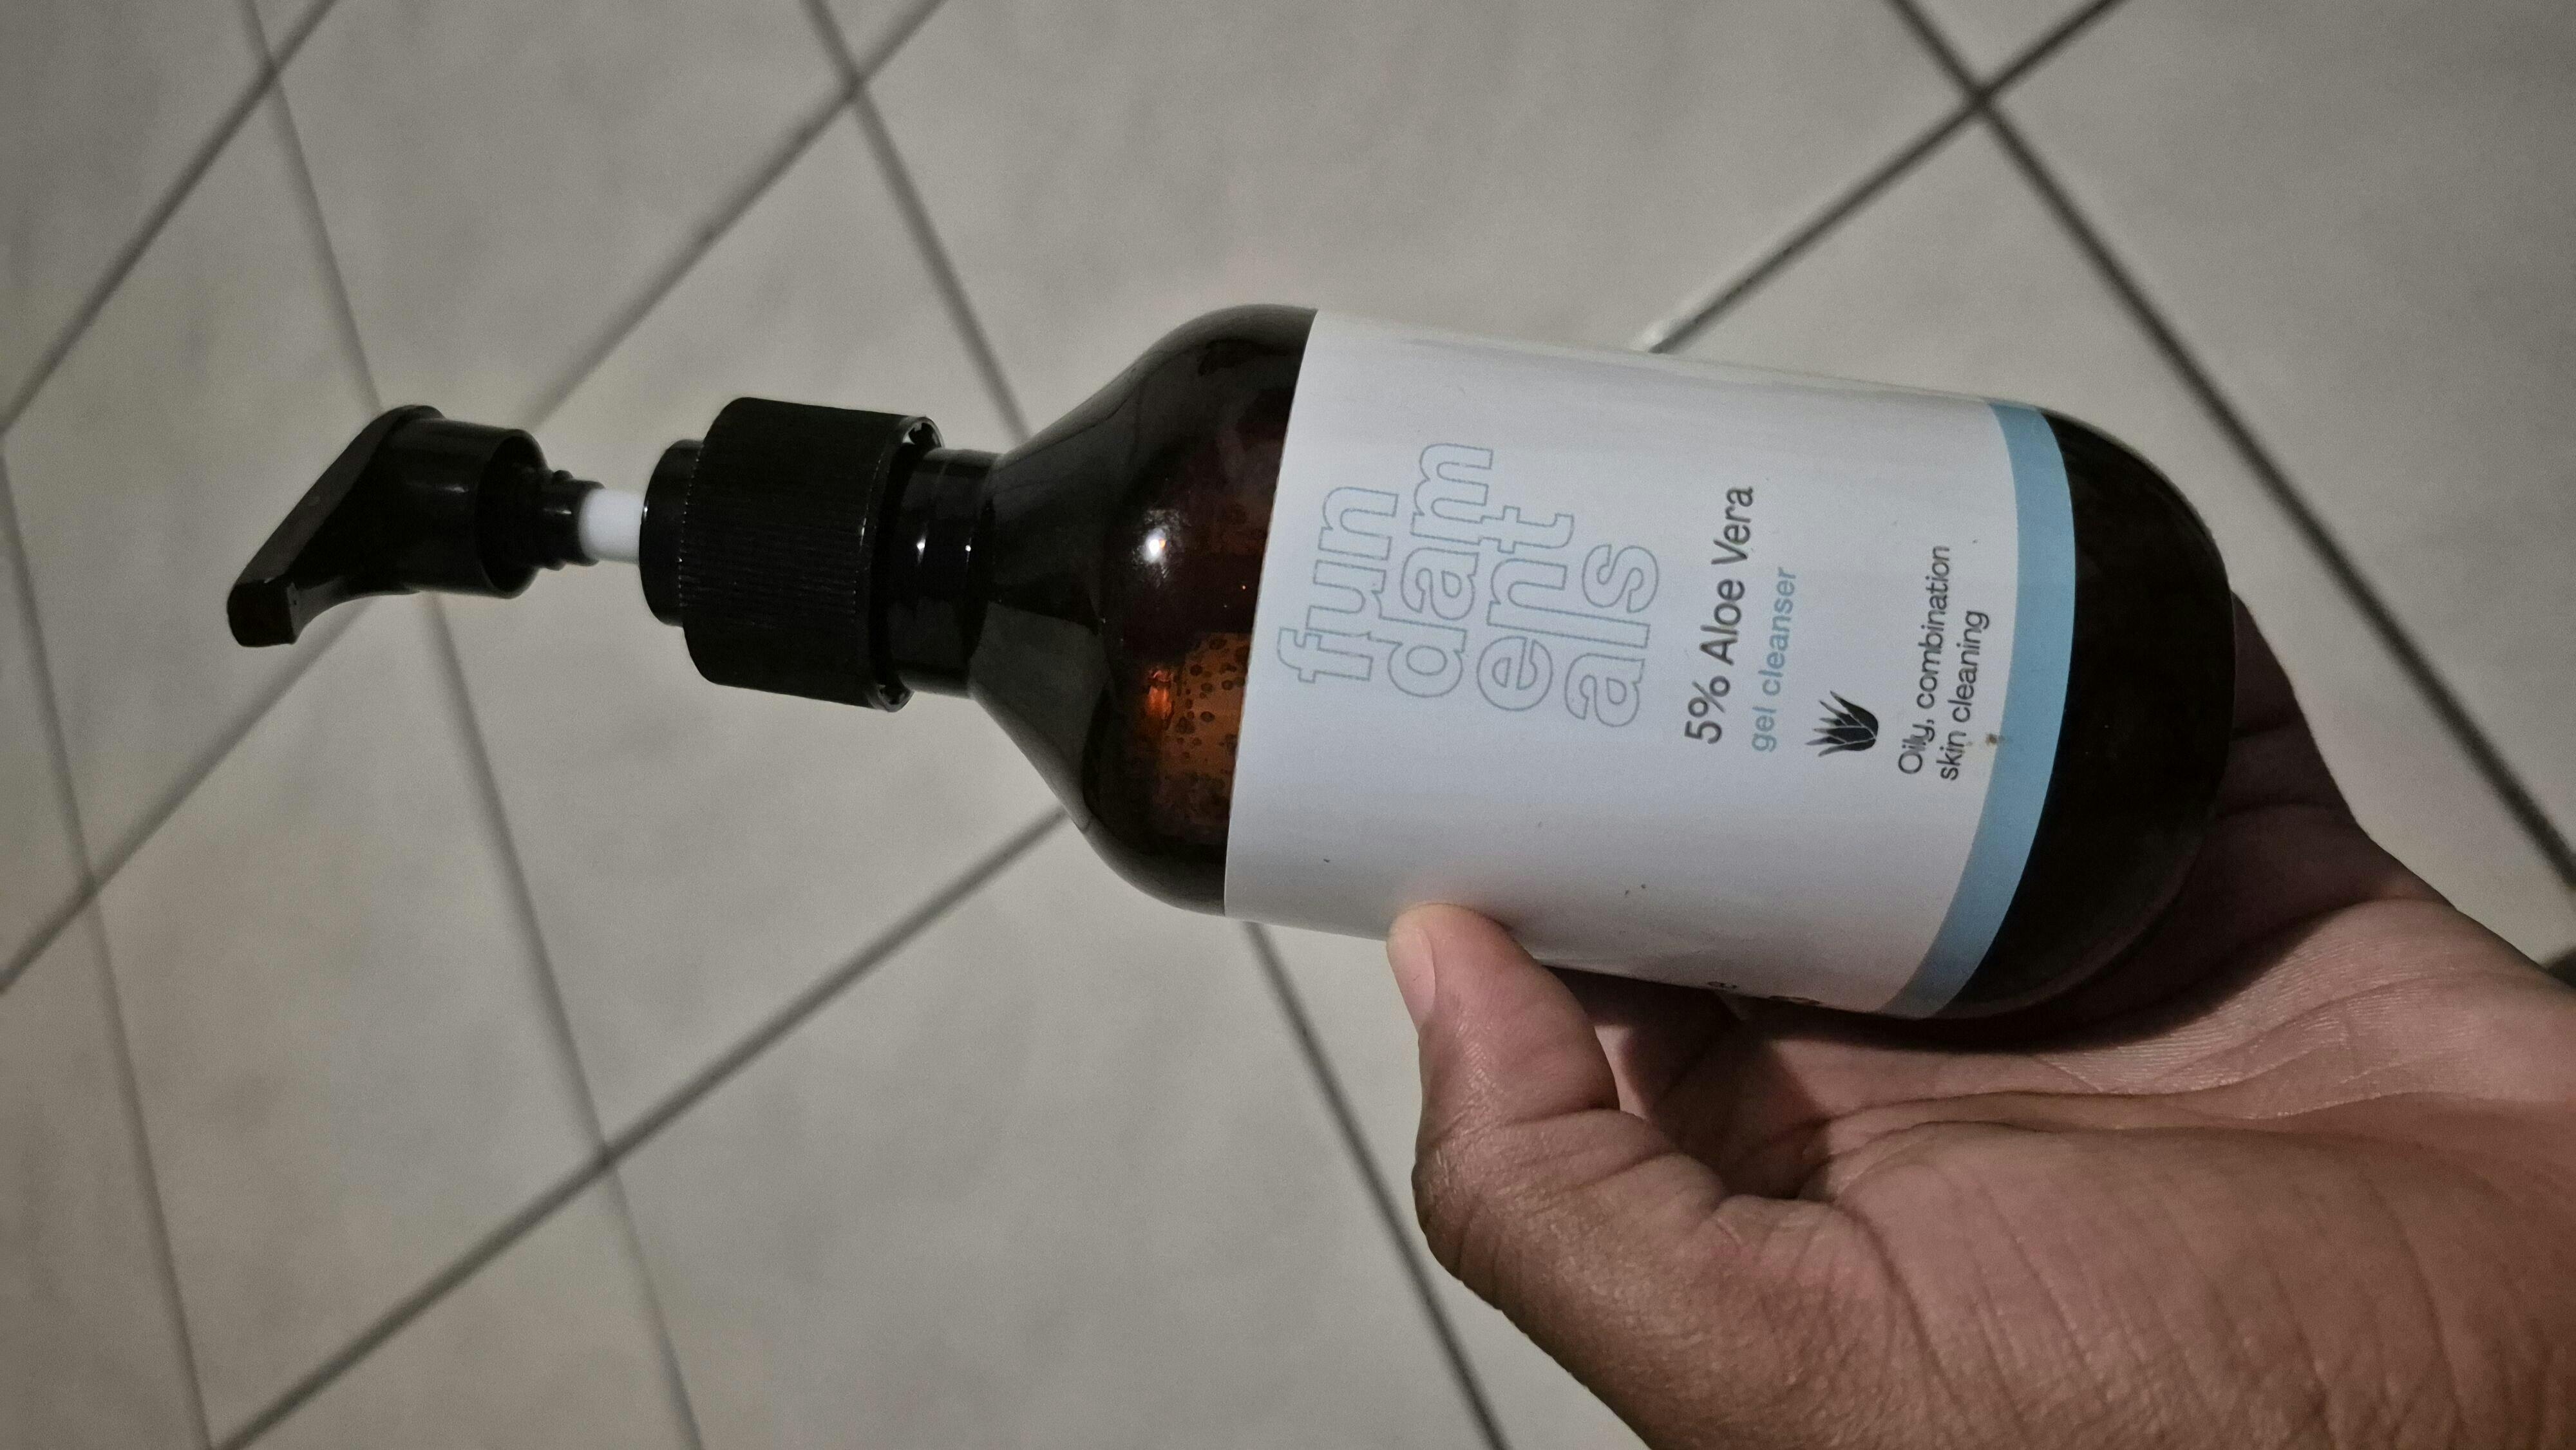 fun
dam
ent
als
5% Aloe Vera
gel cleanser
Oily, combination
skin cleaning